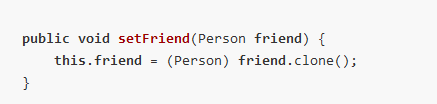 public void setFriend(Person friend) {
    this.friend = (Person) friend.clone();
}